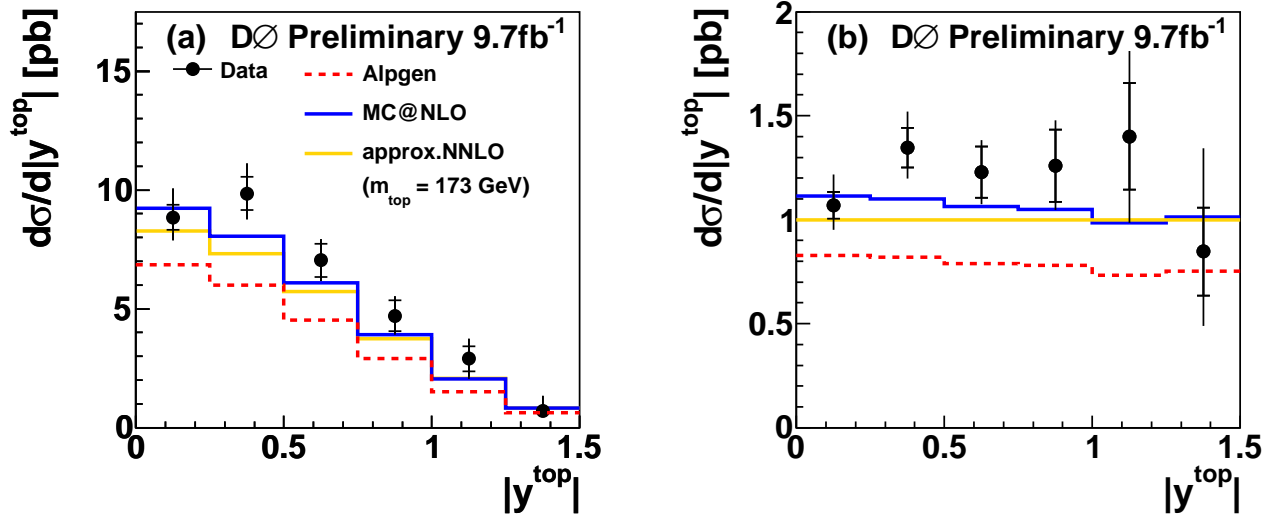 (a) DØ Preliminary 9.7fb⁻¹
Data
Alpgen
MC@NLO
approx.NNLO
(m_top = 173 GeV)
dσ/d|y^top| [pb]
15
10
5
0
0 0.5 1 1.5
|y^top|
(b) DØ Preliminary 9.7fb⁻¹
dσ/d|y^top| [pb]
2
1.5
1
0.5
0
0 0.5 1 1.5
|y^top|